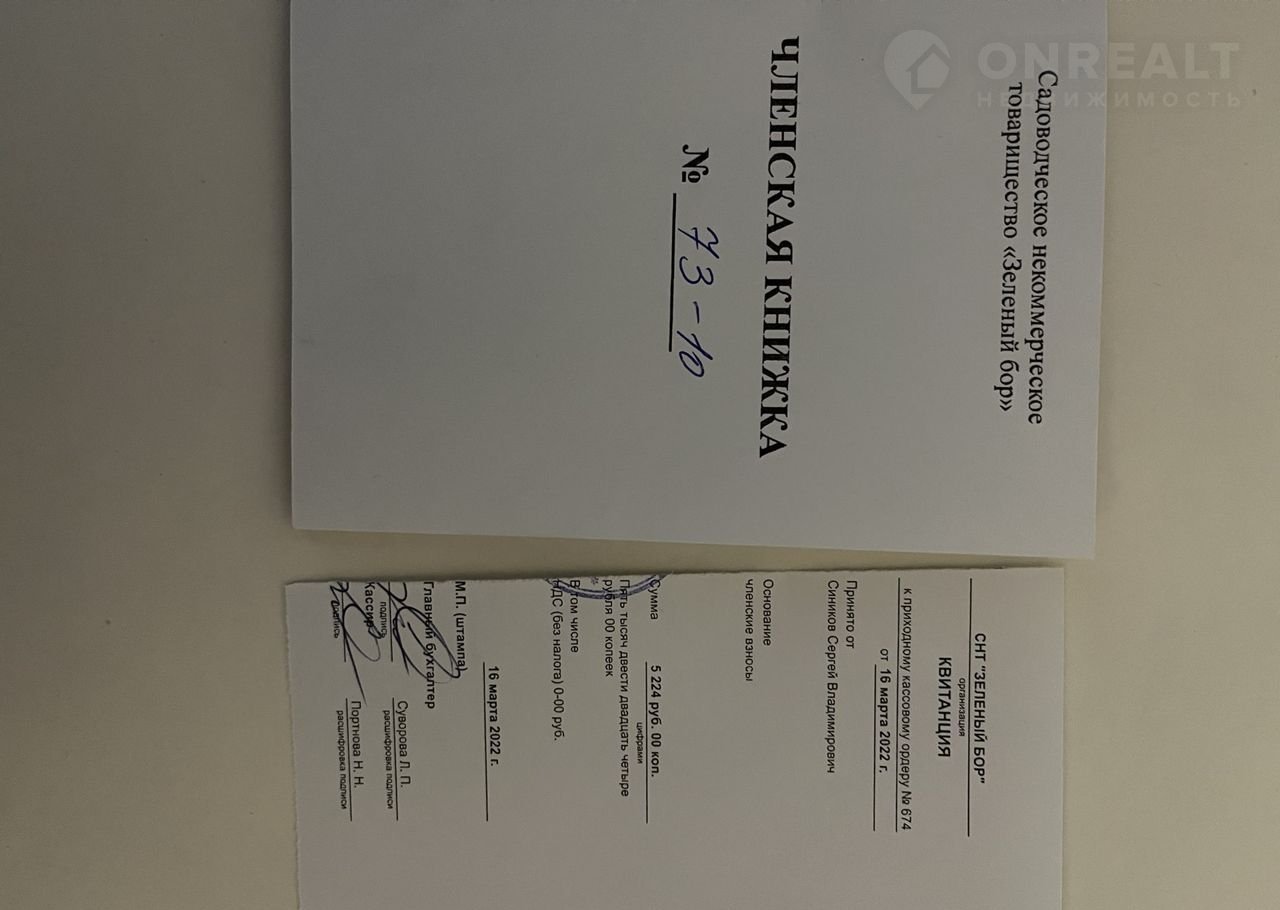 ONREALT
НЕДВИЖИМОСТЬ
Садоводческое некоммерческое
товарищество «Зеленый бор»
ЧЛЕНСКАЯ КНИЖКА
№ 73-10
СНТ "ЗЕЛЕНЫЙ БОР"
организация
КВИТАНЦИЯ
к приходному кассовому ордеру № 674
от 16 марта 2022 г.
Принято от
Сиников Сергей Владимирович
Основание
членские взносы
Сумма 5 224 руб. 00 коп.
цифрами
Пять тысяч двести двадцать четыре
рубля 00 копеек
В том числе
НДС (без налога) 0-00 руб.
16 марта 2022 г.
М.П. (штампа)
Главный бухгалтер
Суворова Л. П.
подпись расшифровка подписи
Кассир
Портнова Н. Н.
подпись расшифровка подписи